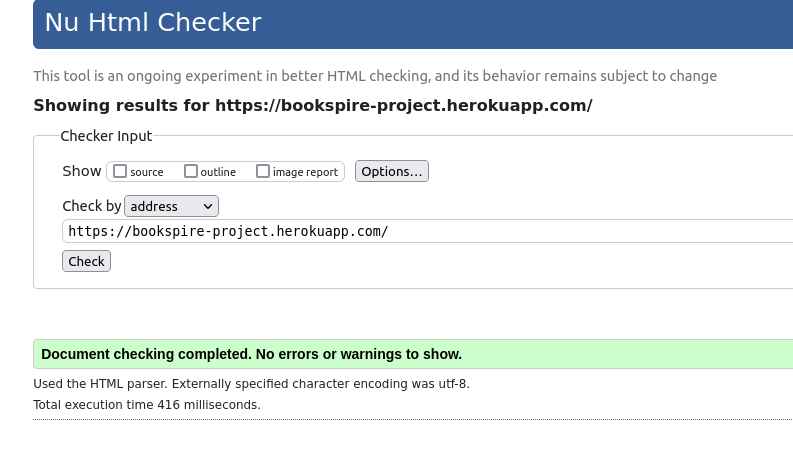 Nu Html Checker
This tool is an ongoing experiment in better HTML checking, and its behavior remains subject to change
Showing results for https://bookspire-project.herokuapp.com/
Checker Input
Show source outline image report Options...
Check by address
https://bookspire-project.herokuapp.com/
Check
Document checking completed. No errors or warnings to show.
Used the HTML parser. Externally specified character encoding was utf-8.
Total execution time 416 milliseconds.